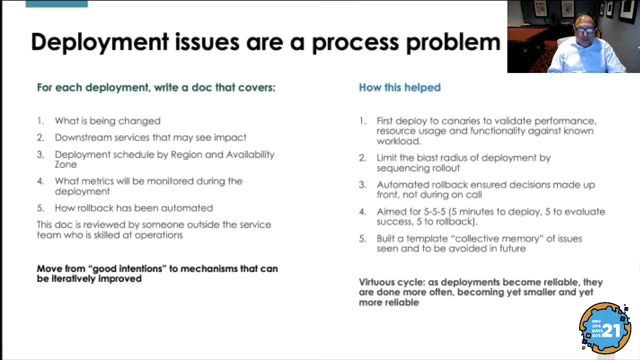 Deployment issues are a process problem
For each deployment, write a doc that covers:
1. What is being changed
2. Downstream services that may see impact
3. Deployment schedule by Region and Availability
Zone
4. What metrics will be monitored during the
deployment
5. How rollback has been automated
This doc is reviewed by someone outside the service
team who is skilled at operations
Move from “good intentions” to mechanisms that can
be iteratively improved
How this helped
1. First deploy to canaries to validate performance,
resource usage and functionality against known
workload.
2. Limit the blast radius of deployment by
sequencing rollout
3. Automated rollback ensured decisions made up
front, not during on call
4. Aimed for 5-5-5 (5 minutes to deploy, 5 to evaluate
success, 5 to rollback).
5. Built a template “collective memory” of issues
seen and to be avoided in future
Virtuous cycle: as deployments become reliable, they
are done more often, becoming yet smaller and yet
more reliable
DEV
OPS
DAYS
BOS
21